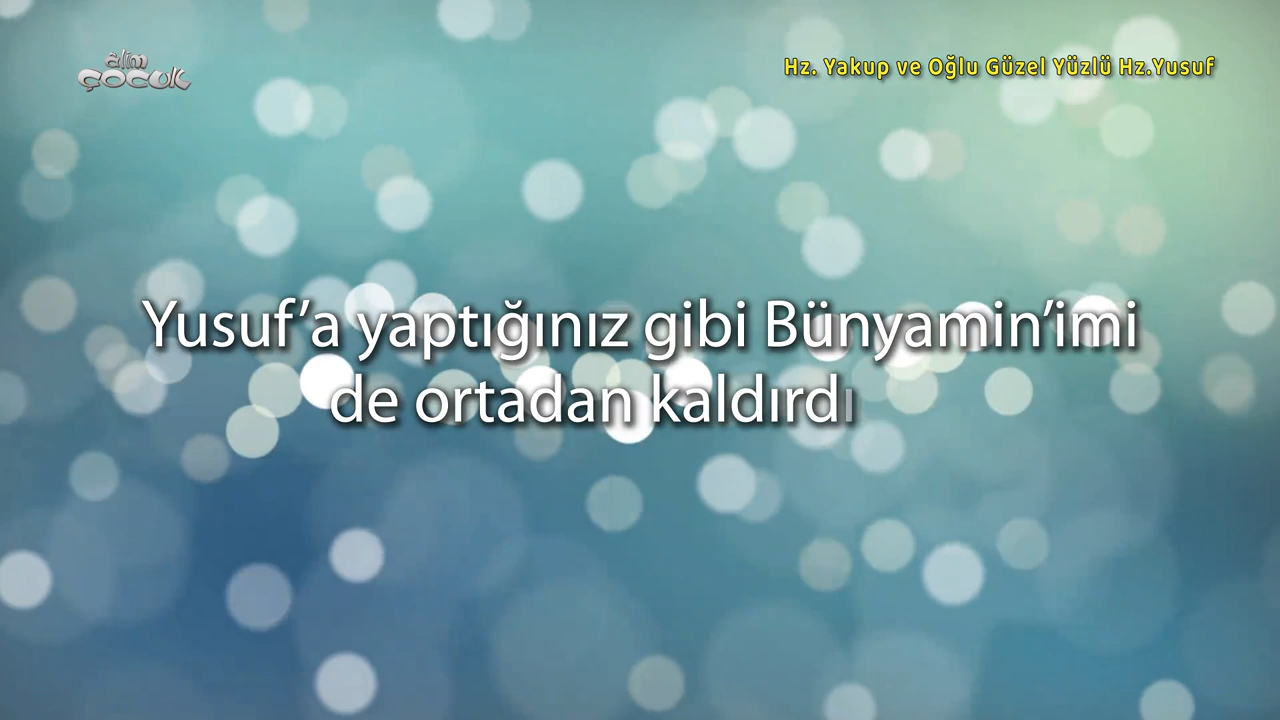 alim
ÇOCUK
Hz. Yakup ve Oğlu Güzel Yüzlü Hz.Yusuf
Yusuf’a yaptığınız gibi Bünyamin’imi
de ortadan kaldırdı